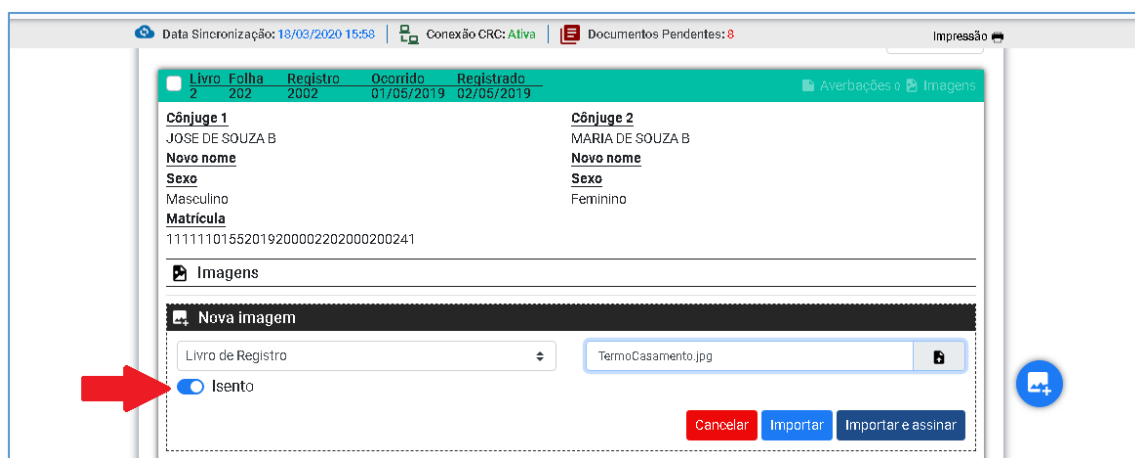 Data Sincronização: 18/03/2020 15:58 Conexão CRC: Ativa Documentos Pendentes: 8 Impressão
Livro Folha Registro Ocorrido Registrado
2 202 2002 01/05/2019 02/05/2019 Averbações 0 Imagens
Cônjuge 1 Cônjuge 2
JOSE DE SOUZA B MARIA DE SOUZA B
Novo nome Novo nome
Sexo Sexo
Masculino Feminino
Matrícula
11111101552019200002202000200241
Imagens
Nova imagem
Livro de Registro TermoCasamento.jpg
Isento
Cancelar Importar Importar e assinar